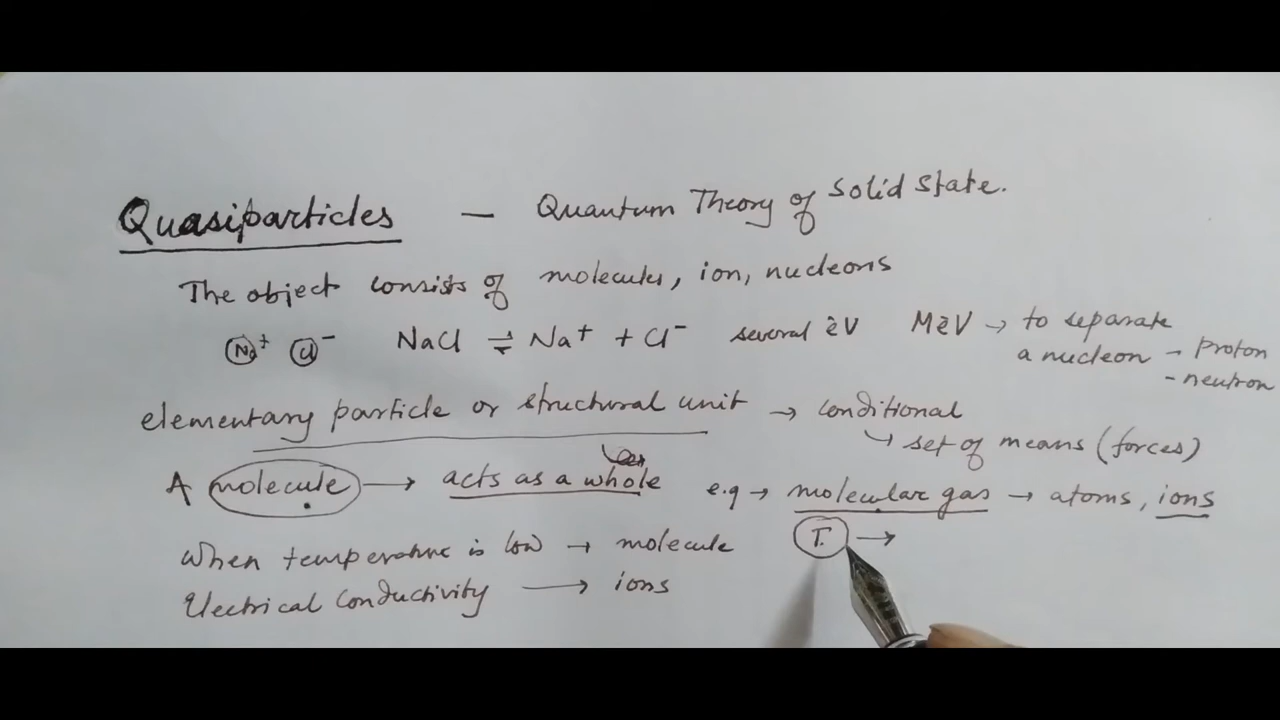 Quasiparticles — Quantum Theory of Solid State.
The object consists of molecules, ion, nucleons
Na⁺ Cl⁻ NaCl ⇌ Na⁺ + Cl⁻ several eV MeV → to separate
a nucleon - Proton
- neutron
elementary particle or structural unit → conditional
↳ set of means (forces)
A molecule → acts as a whole e.g → molecular gas → atoms, ions
When temperature is low → molecule T. →
Electrical conductivity → ions